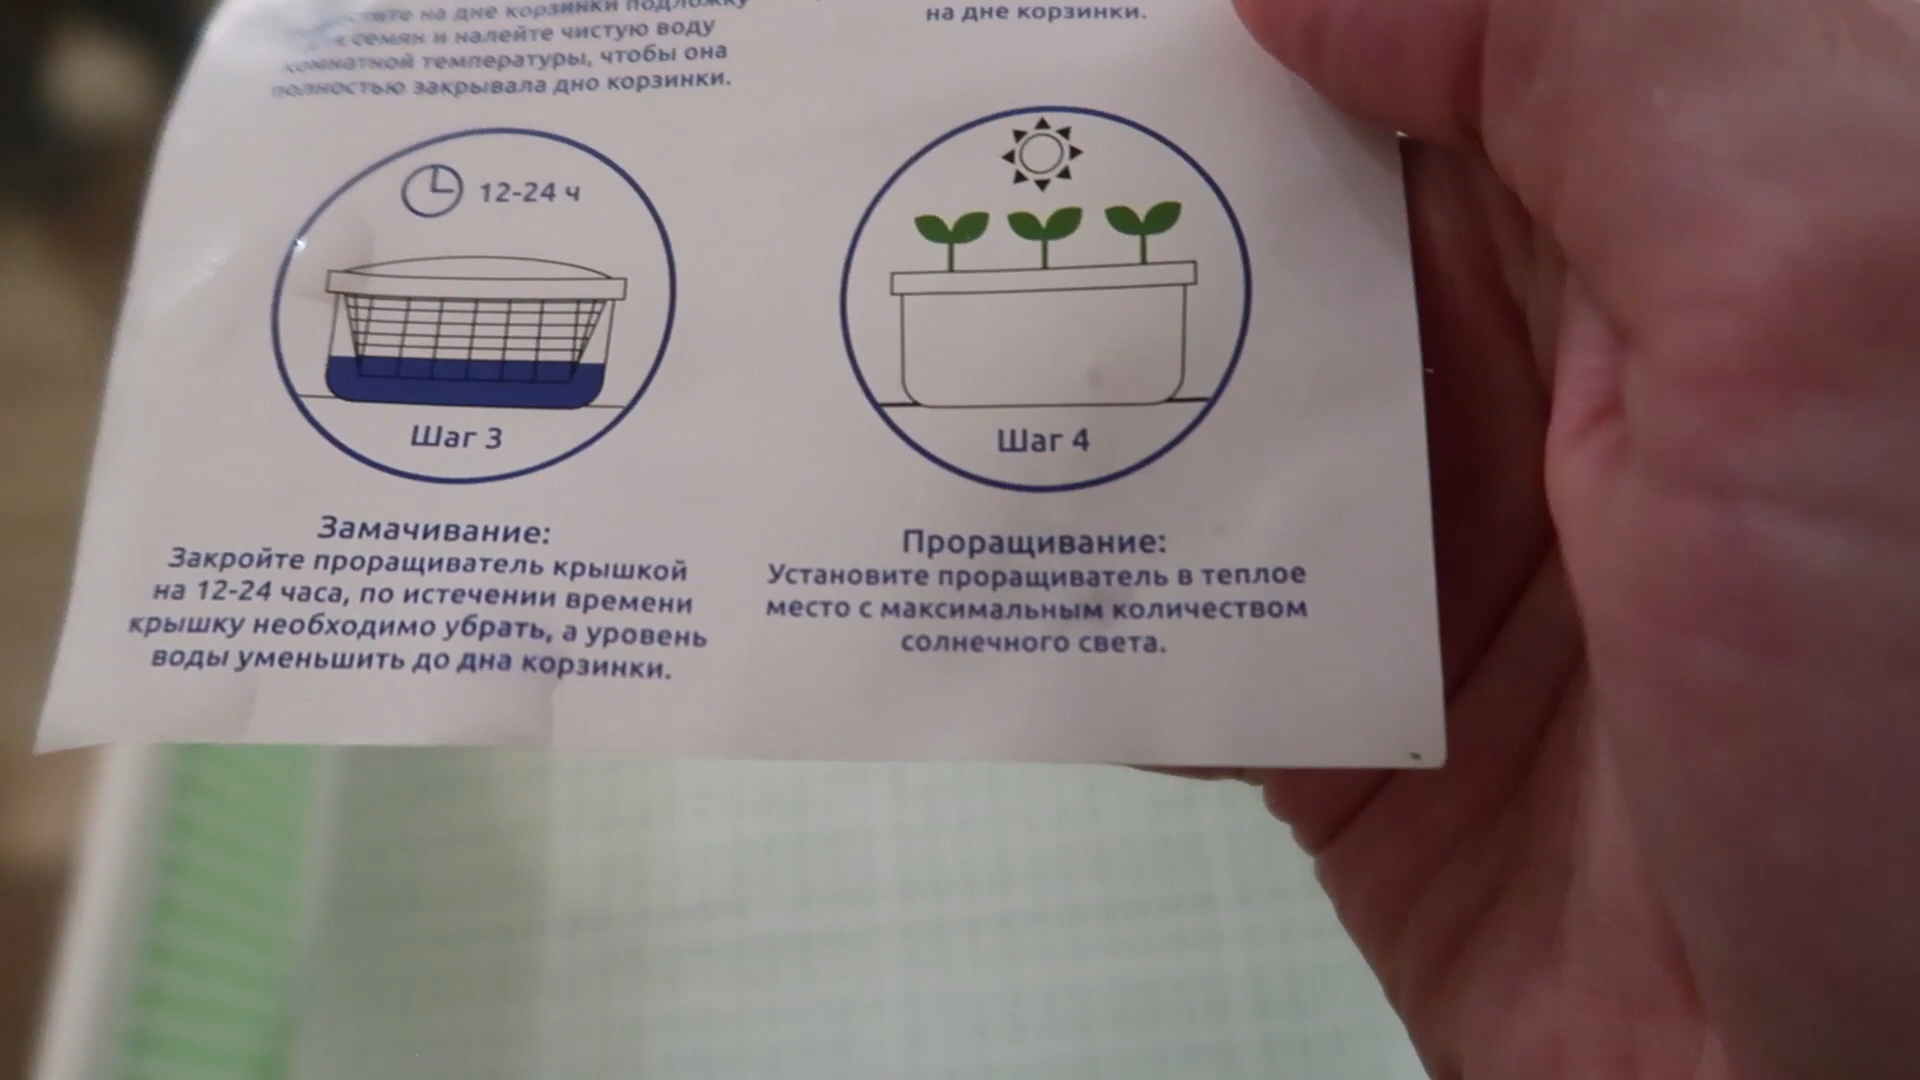 на дне корзинки подложку
семян и налейте чистую воду
комнатной температуры, чтобы она
полностью закрывала дно корзинки.
на дне корзинки.
12-24 ч
Шаг 3
Замачивание:
Закройте проращиватель крышкой
на 12-24 часа, по истечении времени
крышку необходимо убрать, а уровень
воды уменьшить до дна корзинки.
Шаг 4
Проращивание:
Установите проращиватель в теплое
место с максимальным количеством
солнечного света.